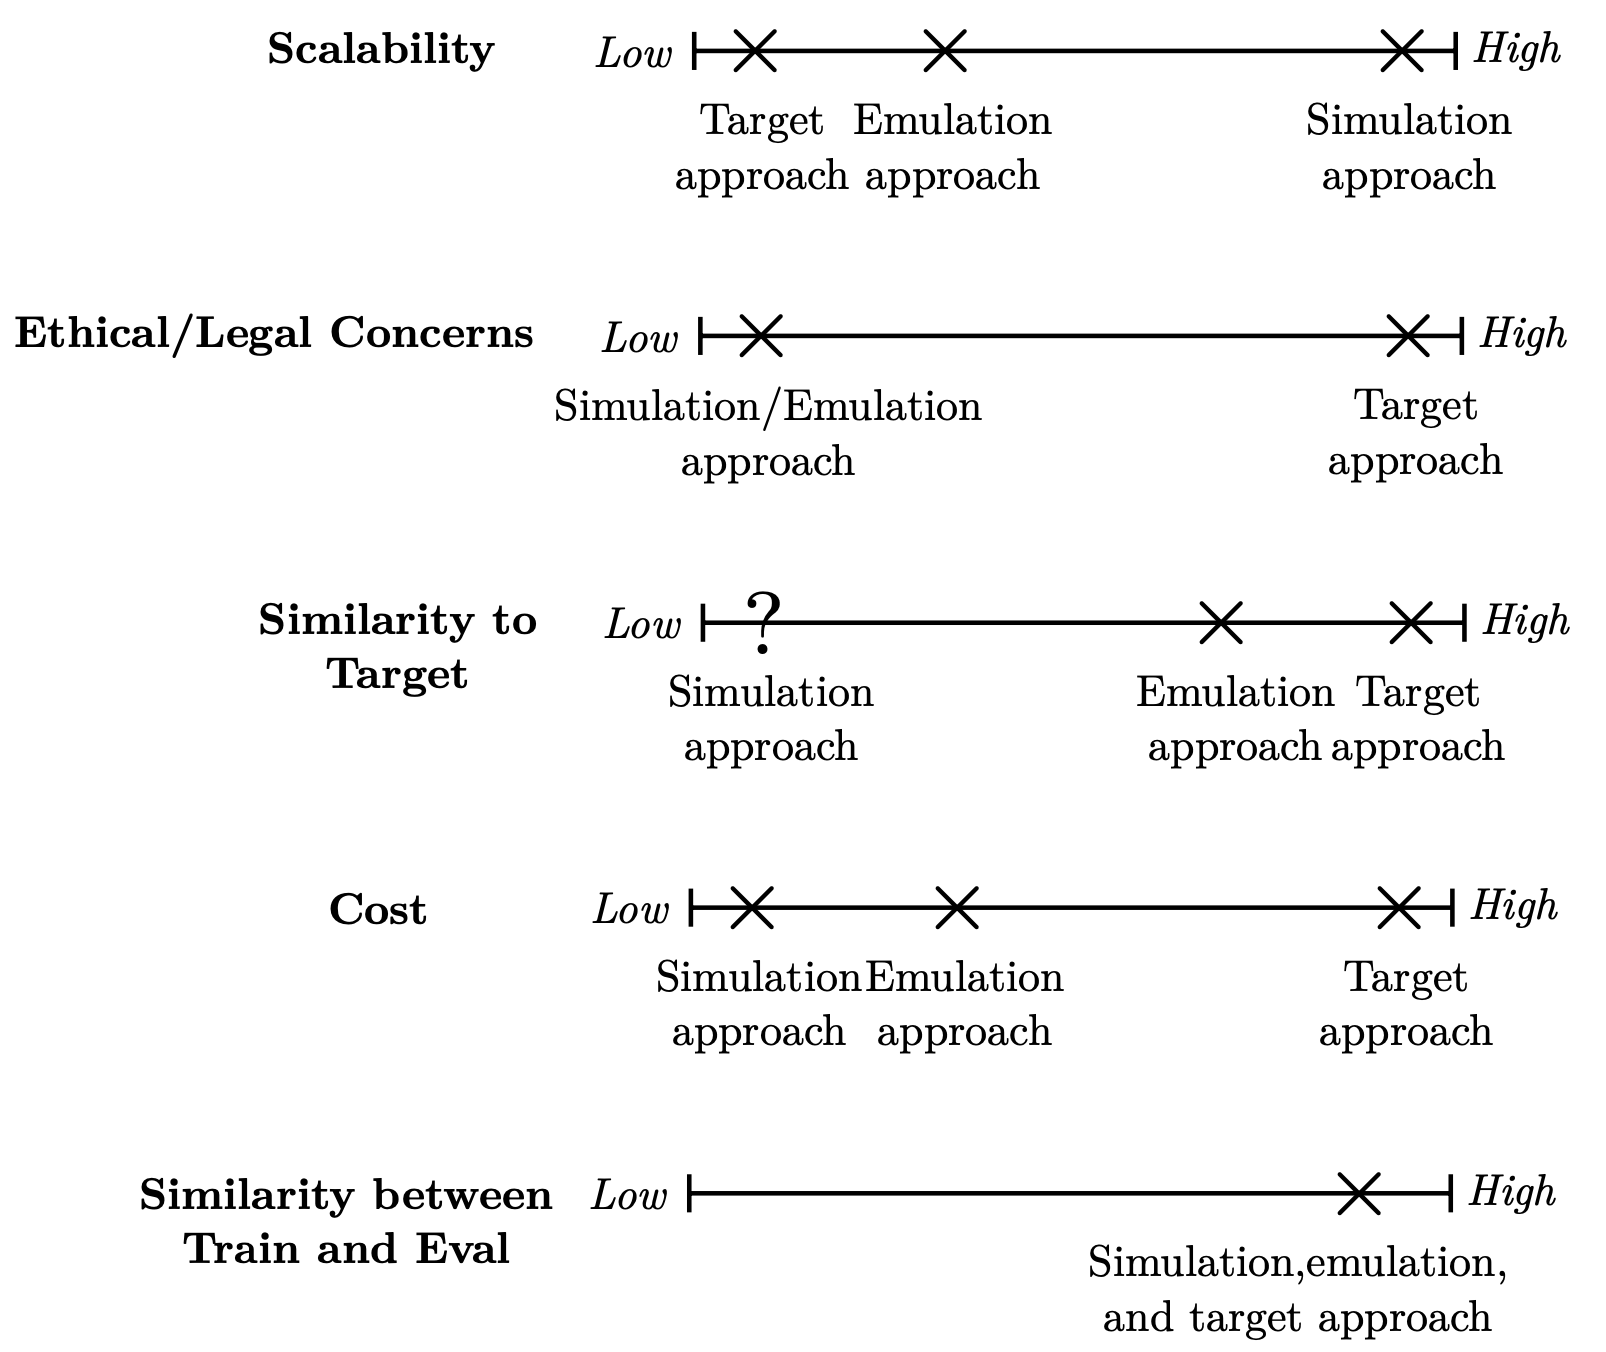 Scalability Low High
Target Emulation Simulation
approach approach approach
Ethical/Legal Concerns Low High
Simulation/Emulation Target
approach approach
Similarity to Low ? High
Target
Simulation Emulation Target
approach approach approach
Cost Low High
Simulation Emulation Target
approach approach approach
Similarity between Low High
Train and Eval
Simulation,emulation,
and target approach